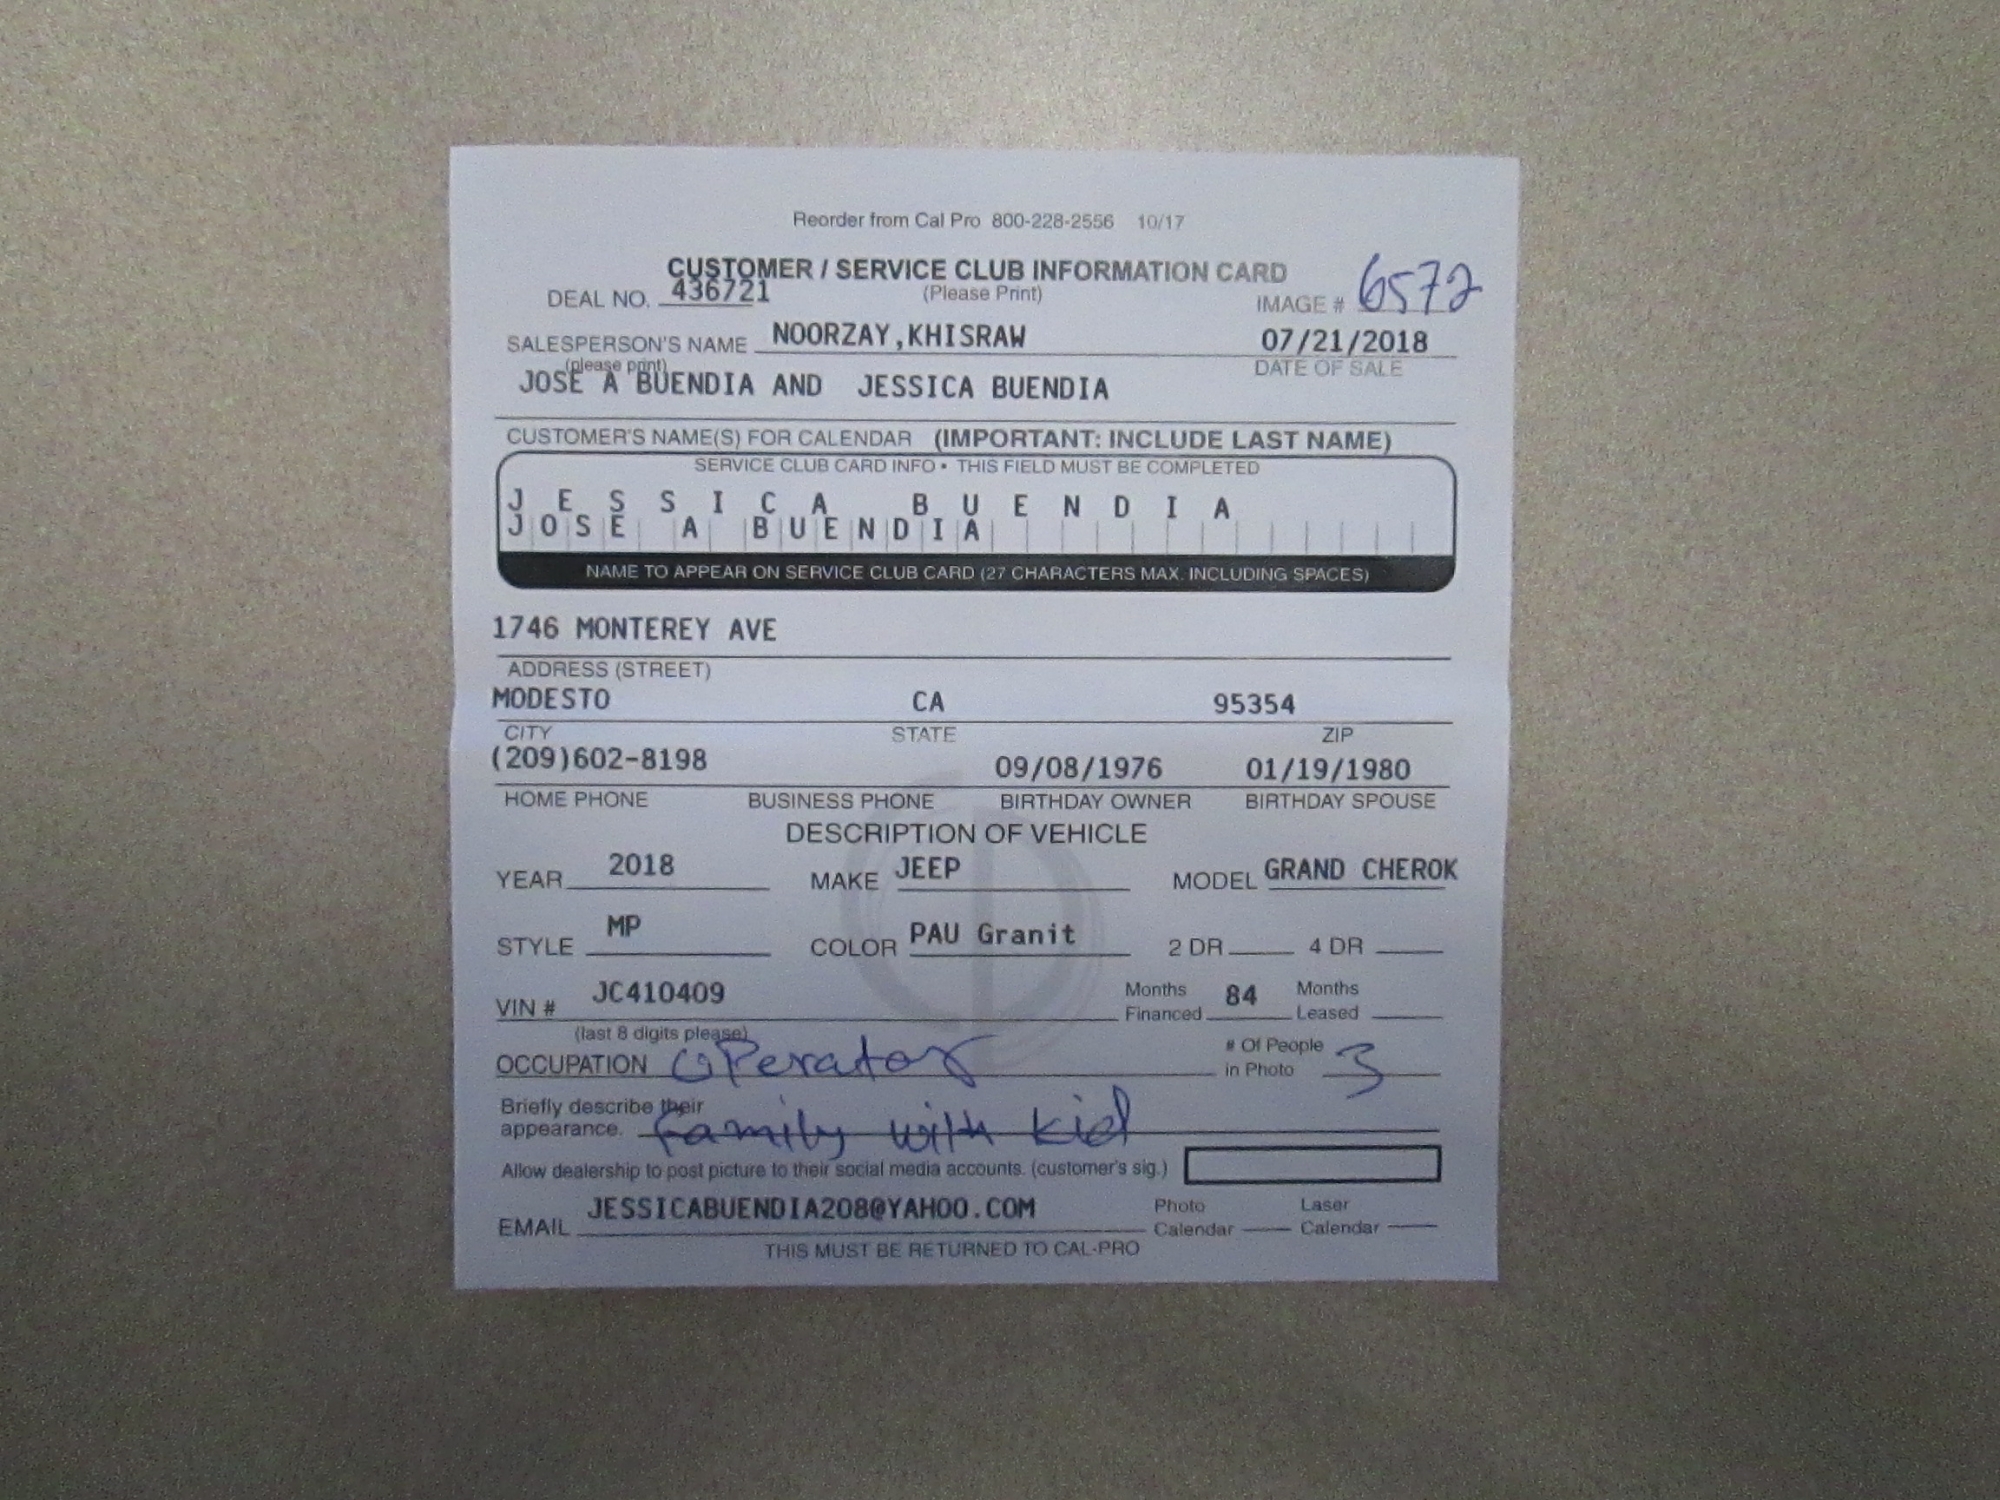 Reorder from Cal Pro 800-228-2556 10/17
CUSTOMER / SERVICE CLUB INFORMATION CARD
DEAL NO. 436721 (Please Print) IMAGE # 6572
SALESPERSON'S NAME NOORZAY,KHISRAW 07/21/2018
(please print) DATE OF SALE
JOSE A BUENDIA AND JESSICA BUENDIA
CUSTOMER'S NAME(S) FOR CALENDAR (IMPORTANT: INCLUDE LAST NAME)
SERVICE CLUB CARD INFO • THIS FIELD MUST BE COMPLETED
JESSICA BUENDIA
JOSE A BUENDIA
NAME TO APPEAR ON SERVICE CLUB CARD (27 CHARACTERS MAX. INCLUDING SPACES)
1746 MONTEREY AVE
ADDRESS (STREET)
MODESTO CA 95354
CITY STATE ZIP
(209)602-8198 09/08/1976 01/19/1980
HOME PHONE BUSINESS PHONE BIRTHDAY OWNER BIRTHDAY SPOUSE
DESCRIPTION OF VEHICLE
YEAR 2018 MAKE JEEP MODEL GRAND CHEROK
STYLE MP COLOR PAU Granit 2 DR 4 DR
VIN # JC410409 Months Financed 84 Months Leased
(last 8 digits please)
OCCUPATION Operator # Of People in Photo 3
Briefly describe their appearance. Family with kid
Allow dealership to post picture to their social media accounts. (customer's sig.)
EMAIL JESSICABUENDIA208@YAHOO.COM Photo Calendar Laser Calendar
THIS MUST BE RETURNED TO CAL-PRO